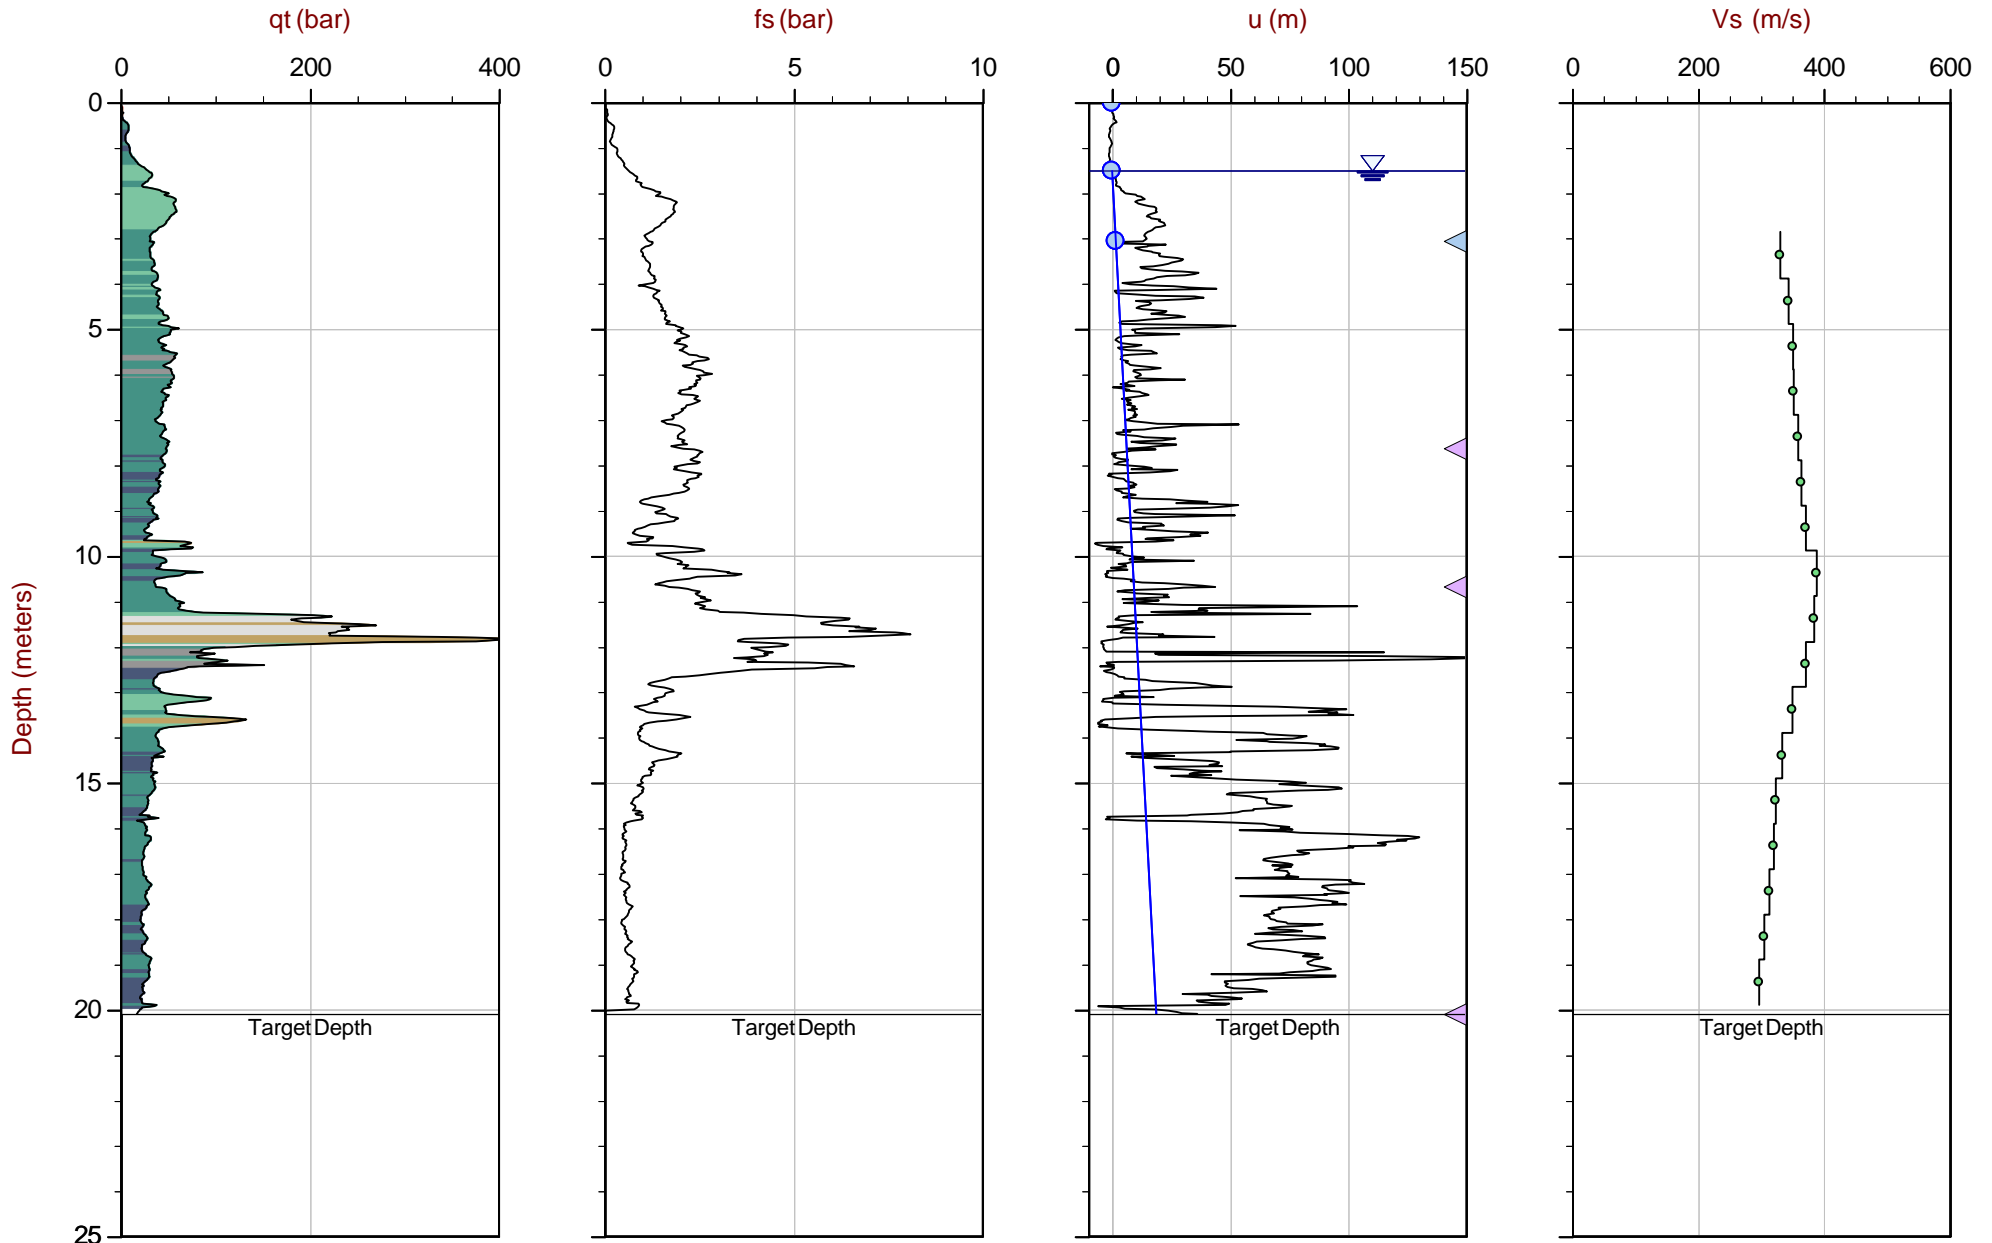 qt (bar)
fs (bar)
u (m)
Vs (m/s)
0 200 400
0 5 10
0 50 100 150
0 200 400 600
0
5
10
15
20
25
Depth (meters)
Target Depth
Target Depth
Target Depth
Target Depth